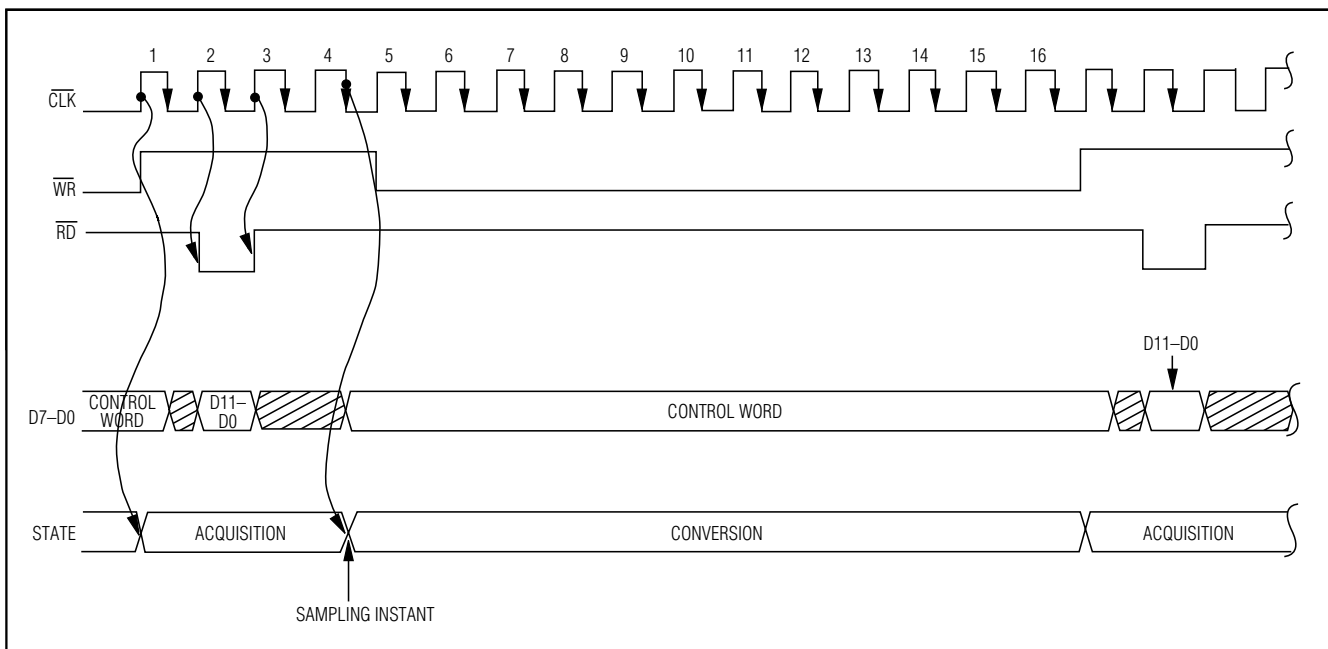 1 2 3 4 5 6 7 8 9 10 11 12 13 14 15 16
CLK
WR
RD
D11–D0
D7–D0
CONTROL
WORD
D11–
D0
CONTROL WORD
STATE
ACQUISITION
CONVERSION
ACQUISITION
SAMPLING INSTANT